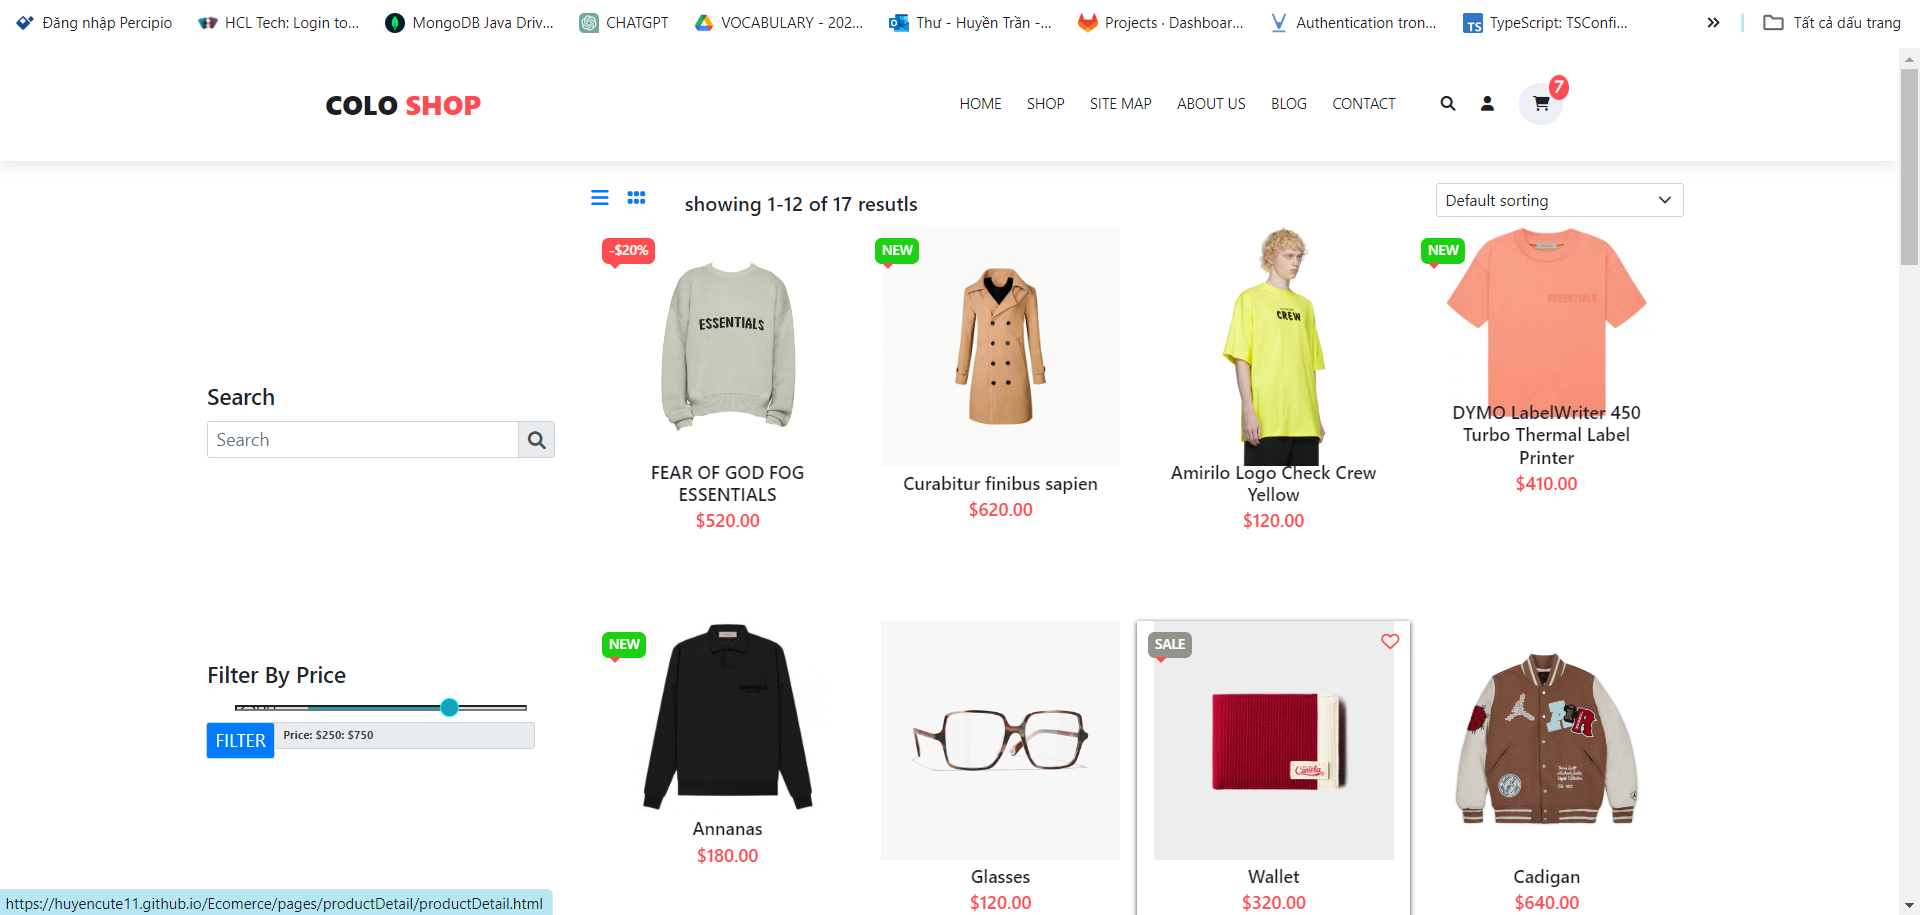 Đăng nhập Percipio
HCL Tech: Login to...
MongoDB Java Driv...
CHATGPT
VOCABULARY - 202...
Thư - Huyền Trần -...
Projects · Dashboar...
Authentication tron...
TypeScript: TSConfi...
»
Tất cả dấu trang
COLO SHOP
HOME
SHOP
SITE MAP
ABOUT US
BLOG
CONTACT
7
showing 1-12 of 17 resutls
Default sorting
Search
Search
Filter By Price
FILTER
Price: $250: $750
-$20%
ESSENTIALS
FEAR OF GOD FOG
ESSENTIALS
$520.00
NEW
Curabitur finibus sapien
$620.00
CREW
Amirilo Logo Check Crew
Yellow
$120.00
NEW
ESSENTIALS
DYMO LabelWriter 450
Turbo Thermal Label
Printer
$410.00
NEW
Annanas
$180.00
Glasses
$120.00
SALE
Wallet
$320.00
Cadigan
$640.00
https://huyencute11.github.io/Ecomerce/pages/productDetail/productDetail.html